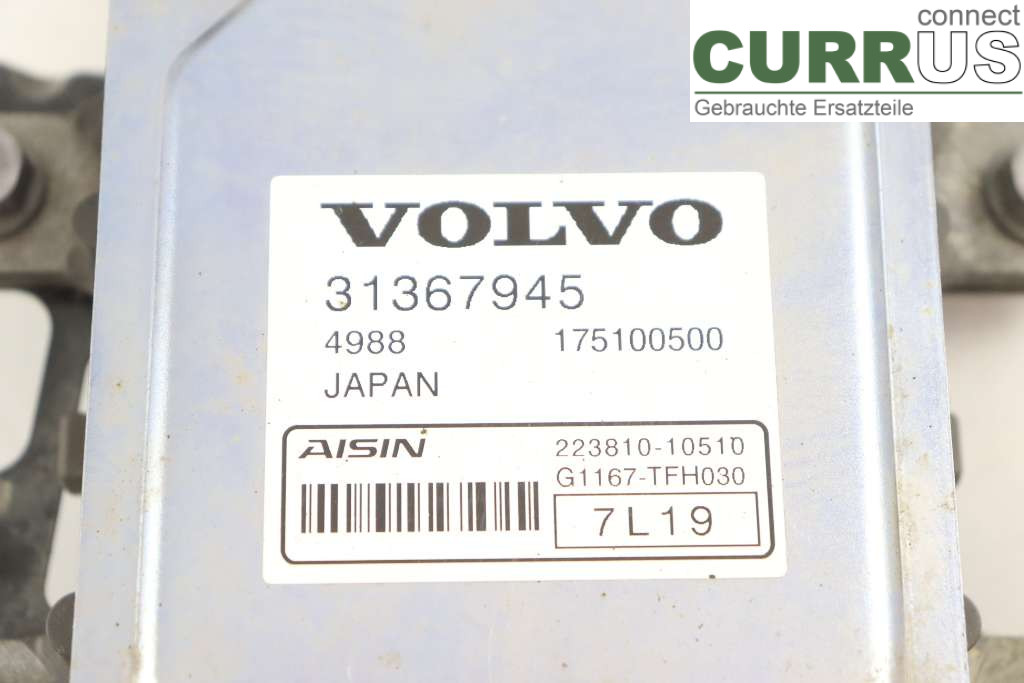 connect
CURRUS
Gebrauchte Ersatzteile
VOLVO
31367945
4988 175100500
JAPAN
AISIN 223810-10510
G1167-TFH030
7L19